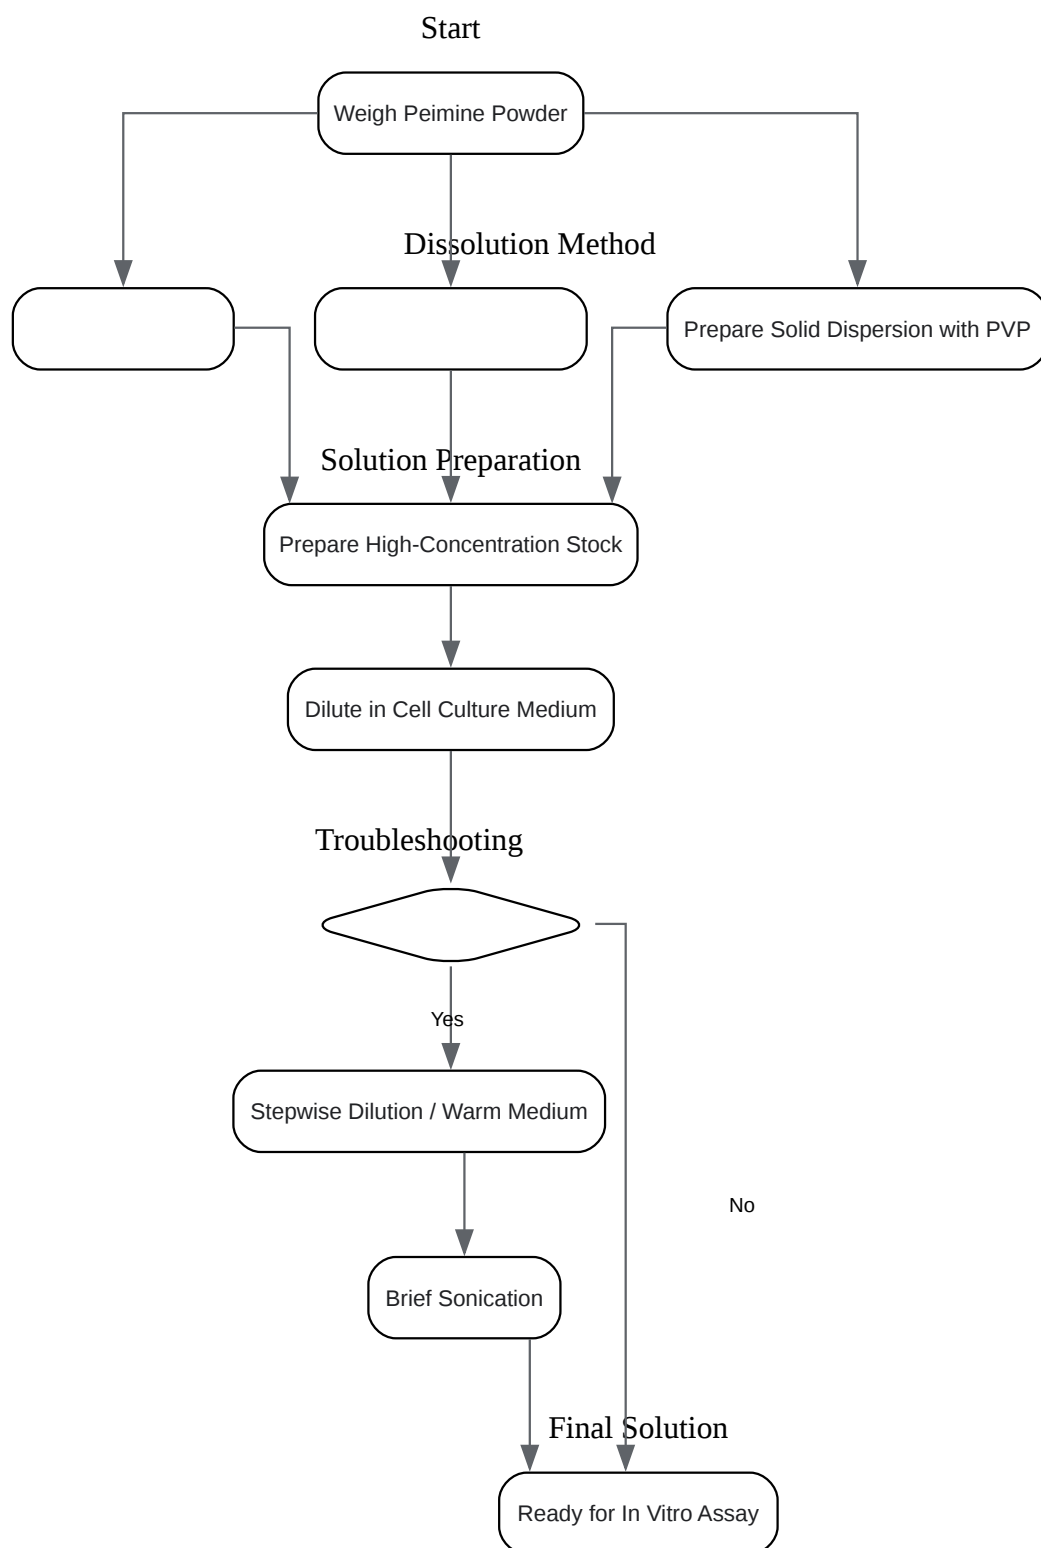 Start
Weigh Peimine Powder
Dissolution Method
Prepare Solid Dispersion with PVP
Solution Preparation
Prepare High-Concentration Stock
Dilute in Cell Culture Medium
Troubleshooting
Yes
Stepwise Dilution / Warm Medium
No
Brief Sonication
Final Solution
Ready for In Vitro Assay